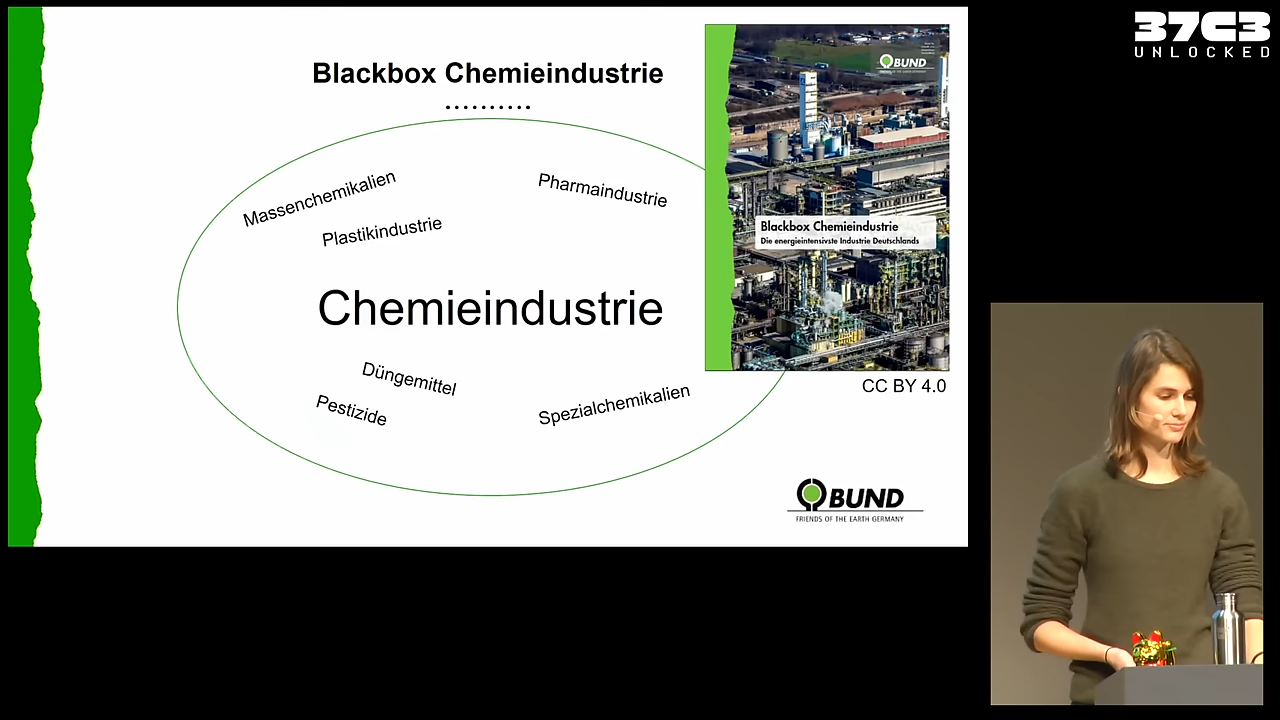 37C3
UNLOCKED
Blackbox Chemieindustrie
Massenchemikalien
Pharmaindustrie
Plastikindustrie
Chemieindustrie
Düngemittel
Pestizide
Spezialchemikalien
BUND
Blackbox Chemieindustrie
Die energieintensivste Industrie Deutschlands
CC BY 4.0
BUND
FRIENDS OF THE EARTH GERMANY